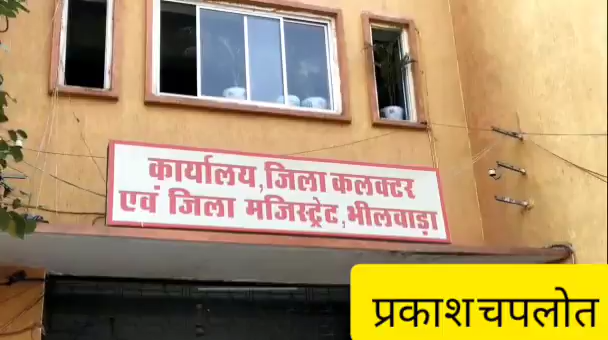 कार्यालय,जिला कलक्टर
एवं जिला मजिस्ट्रेट,भीलवाड़ा
प्रकाश चपलोत